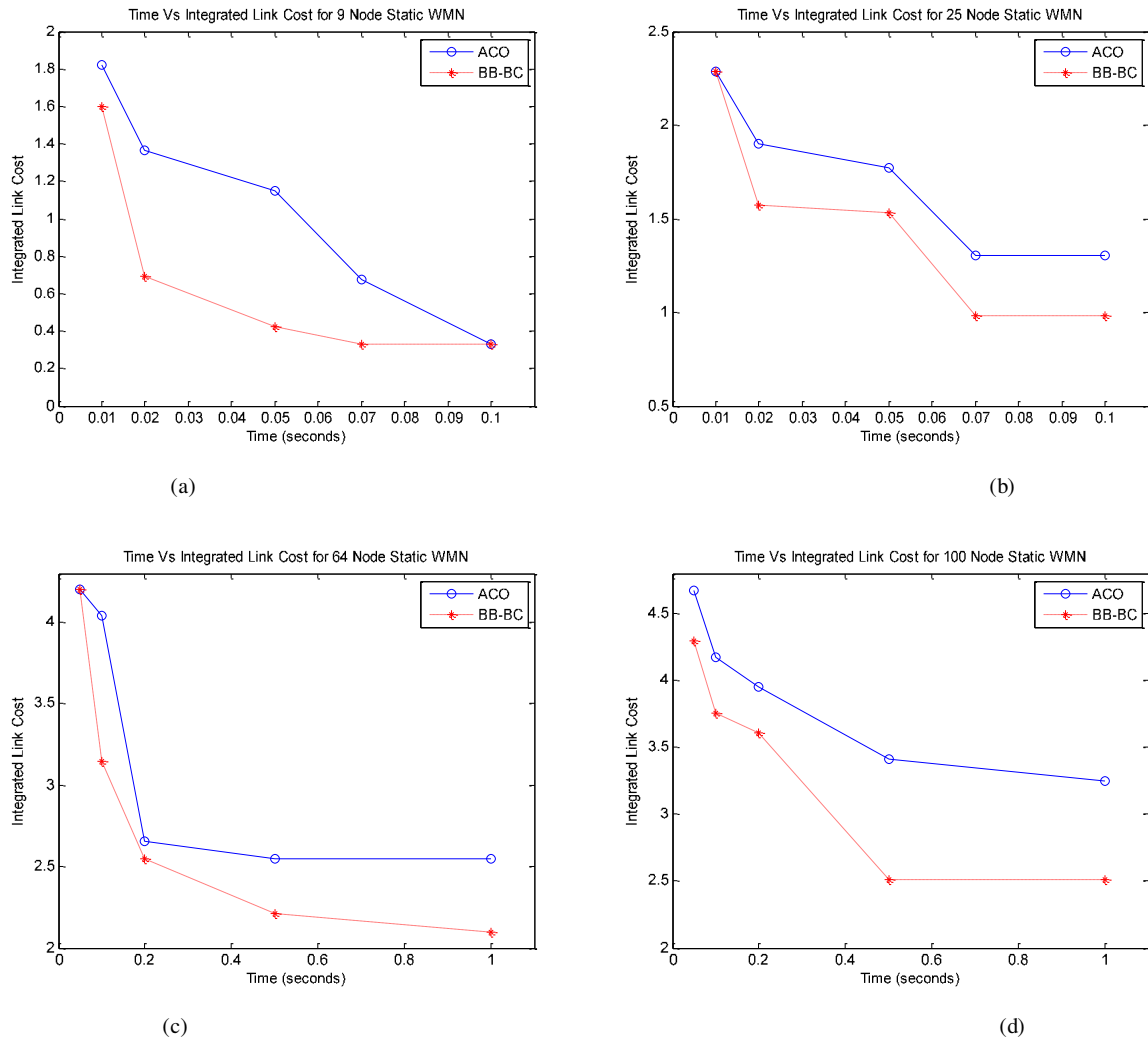 Time Vs Integrated Link Cost for 9 Node Static WMN
2
1.8
1.6
1.4
1.2
1
0.8
0.6
0.4
0.2
0
Integrated Link Cost
ACO
BB-BC
0 0.01 0.02 0.03 0.04 0.05 0.06 0.07 0.08 0.09 0.1
Time (seconds)
(a)
Time Vs Integrated Link Cost for 25 Node Static WMN
2.5
2
1.5
1
0.5
Integrated Link Cost
ACO
BB-BC
0 0.01 0.02 0.03 0.04 0.05 0.06 0.07 0.08 0.09 0.1
Time (seconds)
(b)
Time Vs Integrated Link Cost for 64 Node Static WMN
4
3.5
3
2.5
2
Integrated Link Cost
ACO
BB-BC
0 0.2 0.4 0.6 0.8 1
Time (seconds)
(c)
Time Vs Integrated Link Cost for 100 Node Static WMN
4.5
4
3.5
3
2.5
2
Integrated Link Cost
ACO
BB-BC
0 0.2 0.4 0.6 0.8 1
Time (seconds)
(d)